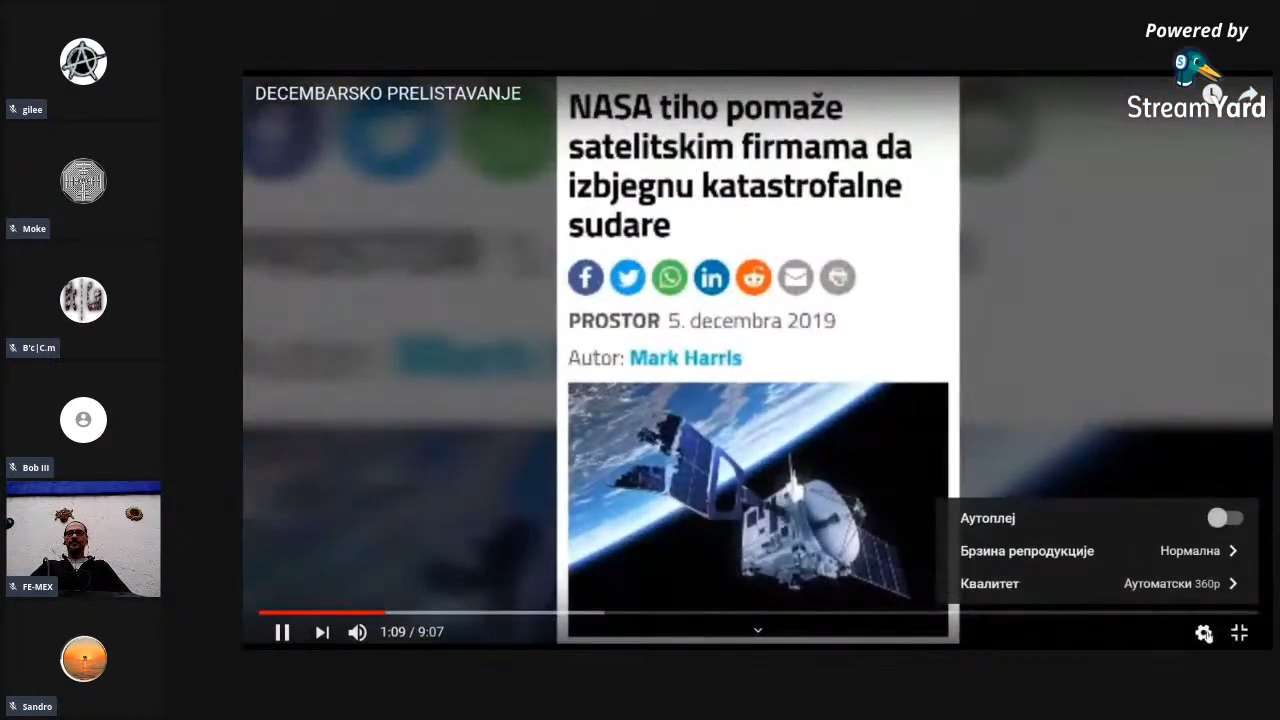 Powered by
StreamYard
gilee
Moke
B'c|C.m
Bob III
FE-MEX
Sandro
DECEMBARSKO PRELISTAVANJE
NASA tiho pomaže
satelitskim firmama da
izbjegnu katastrofalne
sudare
PROSTOR 5. decembra 2019
Autor: Mark Harris
Аутоплеј
Брзина репродукције Нормална
Квалитет Аутоматски 360p
1:09 / 9:07